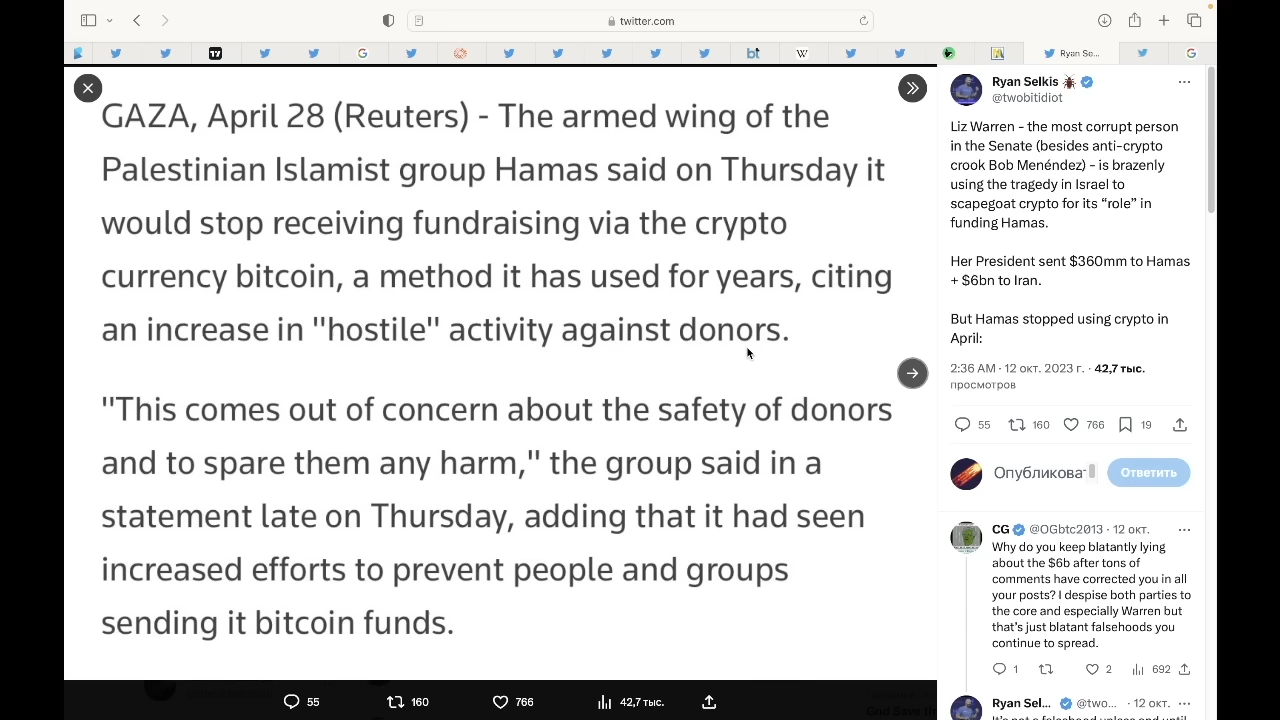 twitter.com
Ryan Se...
GAZA, April 28 (Reuters) - The armed wing of the
Palestinian Islamist group Hamas said on Thursday it
would stop receiving fundraising via the crypto
currency bitcoin, a method it has used for years, citing
an increase in "hostile" activity against donors.
"This comes out of concern about the safety of donors
and to spare them any harm," the group said in a
statement late on Thursday, adding that it had seen
increased efforts to prevent people and groups
sending it bitcoin funds.
55 160 766 42,7 тыс.
Ryan Selkis
@twobitidiot
Liz Warren - the most corrupt person
in the Senate (besides anti-crypto
crook Bob Menéndez) - is brazenly
using the tragedy in Israel to
scapegoat crypto for its “role” in
funding Hamas.
Her President sent $360mm to Hamas
+ $6bn to Iran.
But Hamas stopped using crypto in
April:
2:36 AM · 12 окт. 2023 г. · 42,7 тыс.
просмотров
55 160 766 19
Опубликоват
Ответить
CG @OGbtc2013 · 12 окт.
Why do you keep blatantly lying
about the $6b after tons of
comments have corrected you in all
your posts? I despise both parties to
the core and especially Warren but
that’s just blatant falsehoods you
continue to spread.
1 2 692
Ryan Sel... @two... · 12 окт.